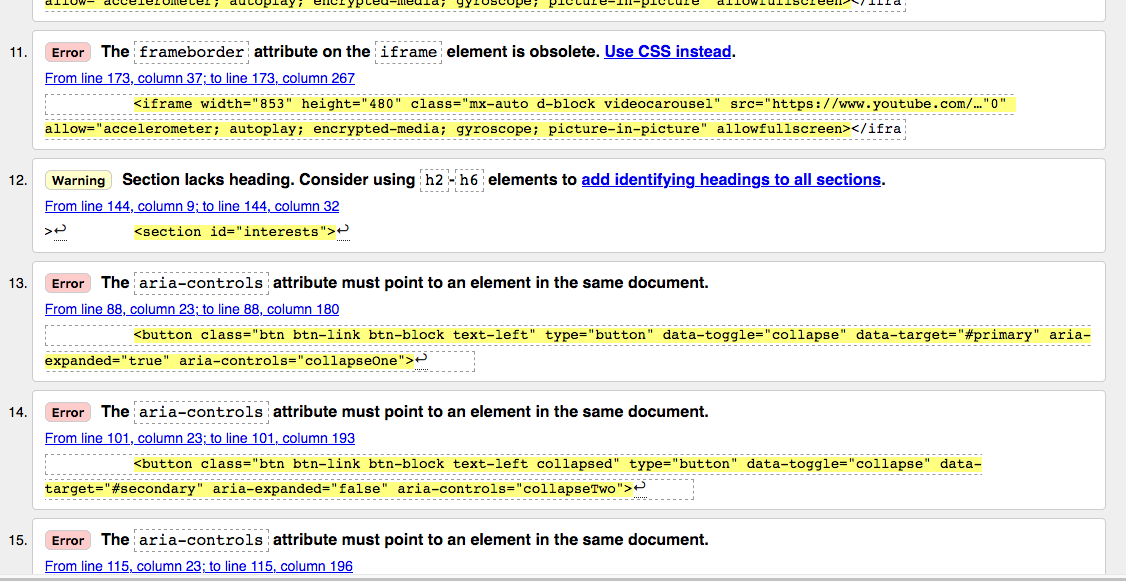 allow="accelerometer; autoplay; encrypted-media; gyroscope; picture-in-picture" allowfullscreen></ifra
11. Error The frameborder attribute on the iframe element is obsolete. Use CSS instead.
From line 173, column 37; to line 173, column 267
<iframe width="853" height="480" class="mx-auto d-block videocarousel" src="https://www.youtube.com/…"0"
allow="accelerometer; autoplay; encrypted-media; gyroscope; picture-in-picture" allowfullscreen></ifra
12. Warning Section lacks heading. Consider using h2-h6 elements to add identifying headings to all sections.
From line 144, column 9; to line 144, column 32
>↩ <section id="interests">↩
13. Error The aria-controls attribute must point to an element in the same document.
From line 88, column 23; to line 88, column 180
<button class="btn btn-link btn-block text-left" type="button" data-toggle="collapse" data-target="#primary" aria-
expanded="true" aria-controls="collapseOne">↩
14. Error The aria-controls attribute must point to an element in the same document.
From line 101, column 23; to line 101, column 193
<button class="btn btn-link btn-block text-left collapsed" type="button" data-toggle="collapse" data-
target="#secondary" aria-expanded="false" aria-controls="collapseTwo">↩
15. Error The aria-controls attribute must point to an element in the same document.
From line 115, column 23; to line 115, column 196